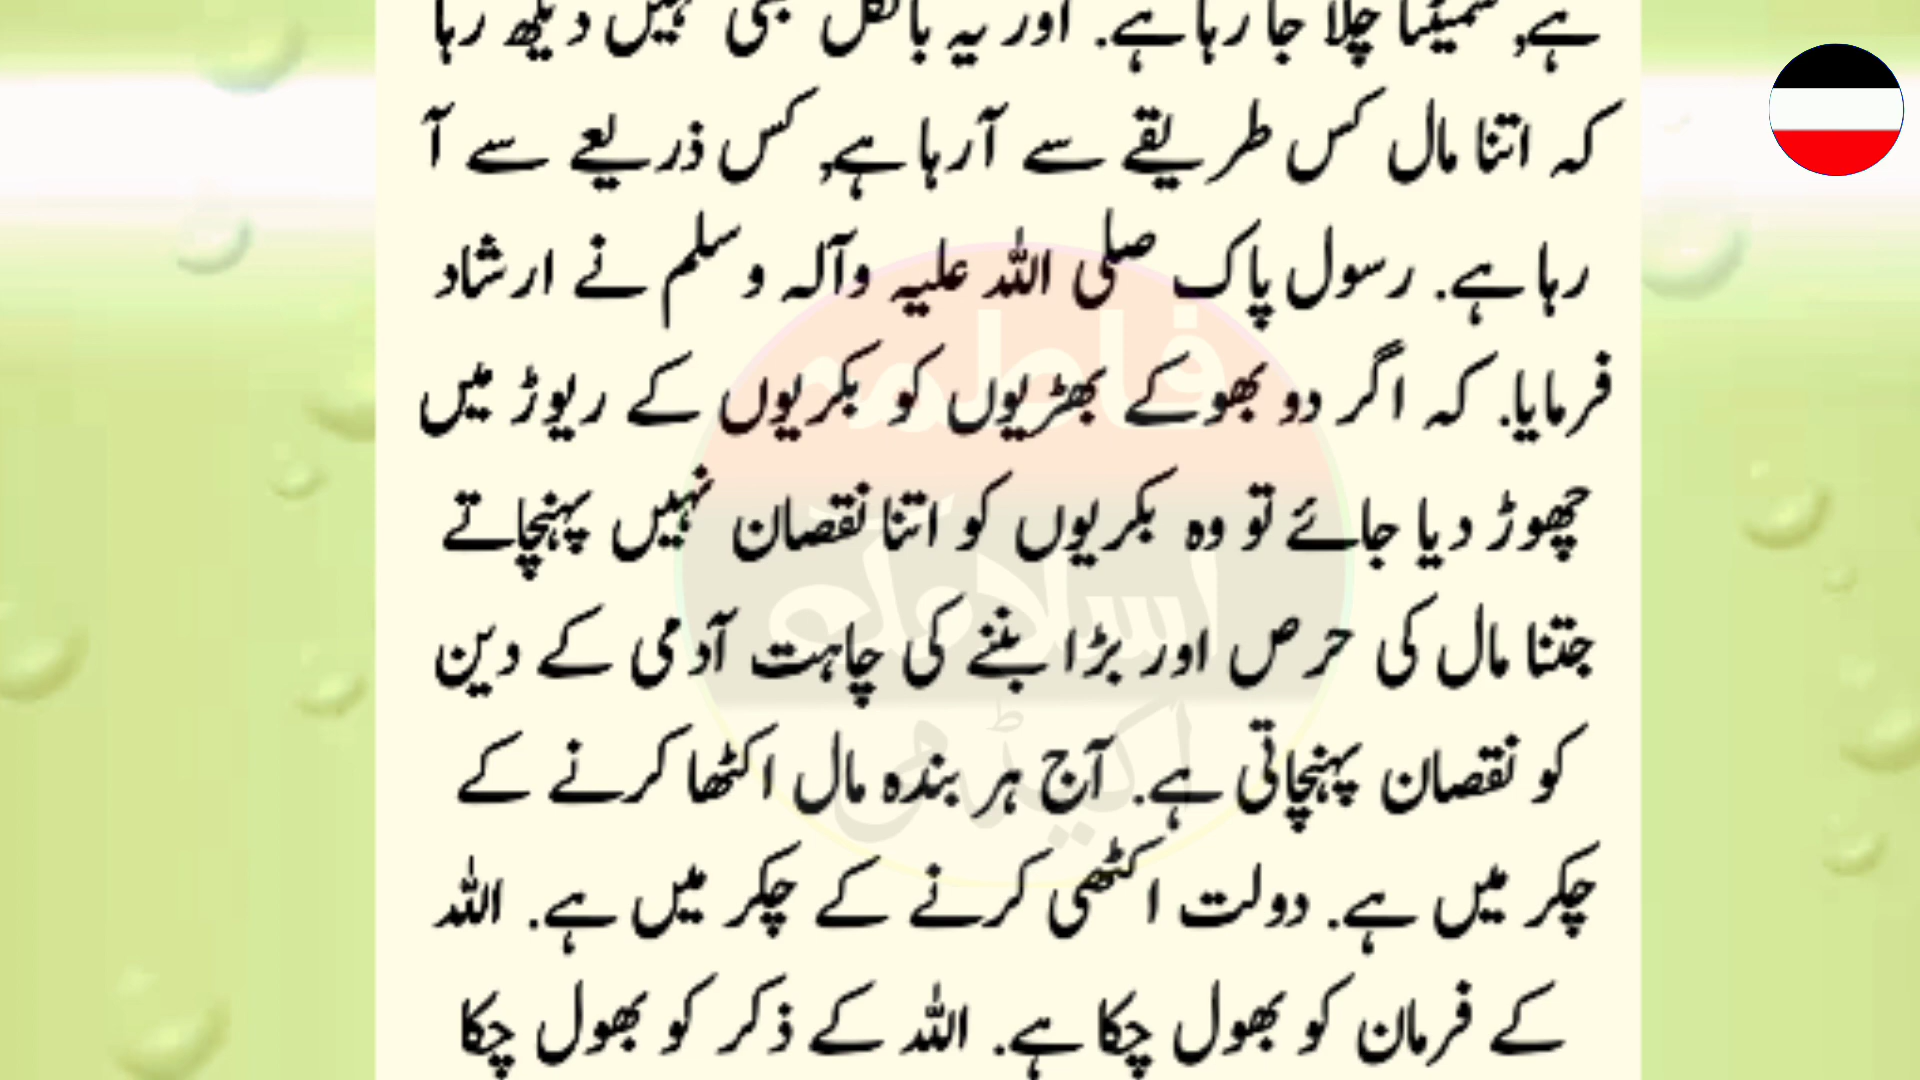 ہے, سمیٹتا چلا جا رہا ہے. اور یہ بالکل بھی نہیں دیکھ رہا
کہ اتنا مال کس طریقے سے آرہا ہے, کس ذریعے سے آ
رہا ہے. رسول پاک صلی اللہ علیہ وآلہ وسلم نے ارشاد
فرمایا. کہ اگر دو بھوکے بھڑیوں کو بکریوں کے ریوڑ میں
چھوڑ دیا جائے تو وہ بکریوں کو اتنا نقصان نہیں پہنچاتے
جتنا مال کی حرص اور بڑا بننے کی چاہت آدمی کے دین
کو نقصان پہنچاتی ہے. آج ہر بندہ مال اکٹھا کرنے کے
چکر میں ہے. دولت اکٹھی کرنے کے چکر میں ہے. اللہ
کے فرمان کو بھول چکا ہے. اللہ کے ذکر کو بھول چکا
فاطمہ
اسلامک
اکیڈمی